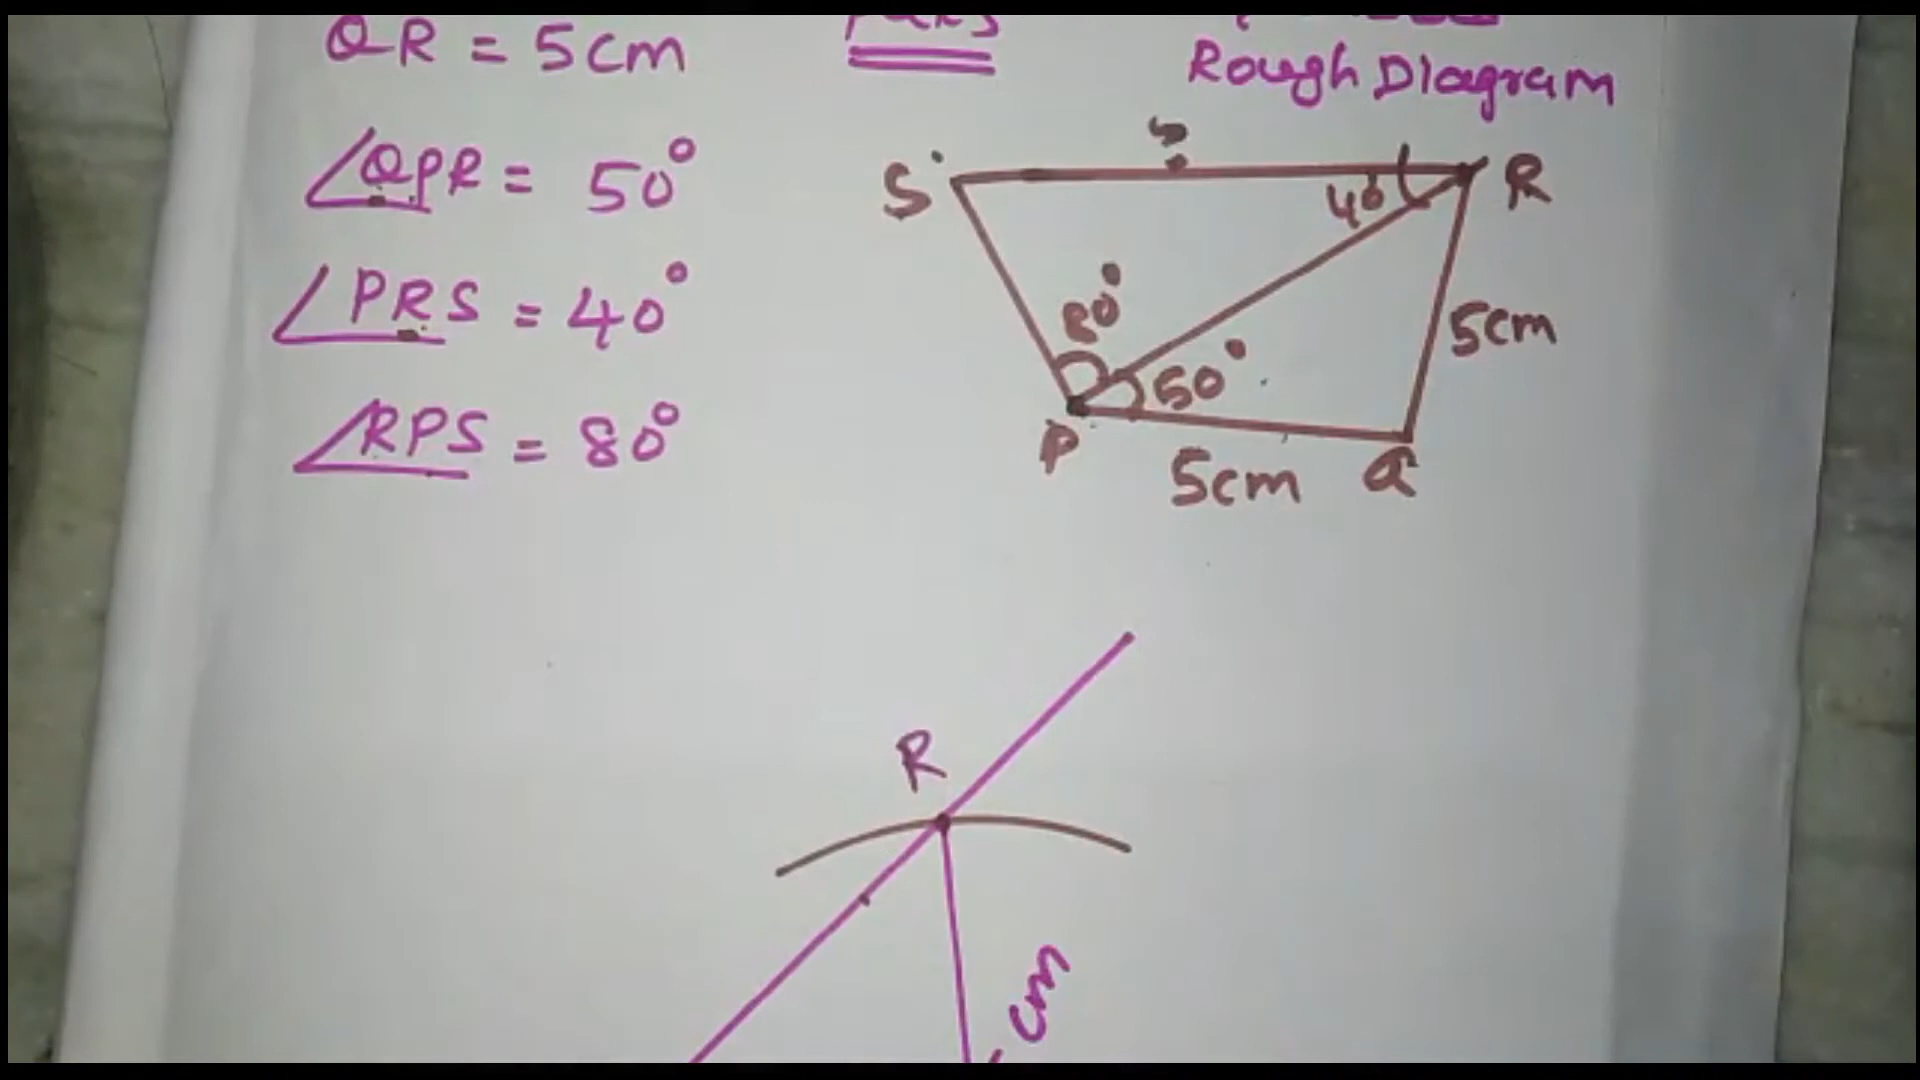 QR = 5cm
Rough Diagram
∠QPR = 50°
∠PRS = 40°
∠RPS = 80°
S
R
40
80°
50°
5cm
P
5cm
Q
R
cm